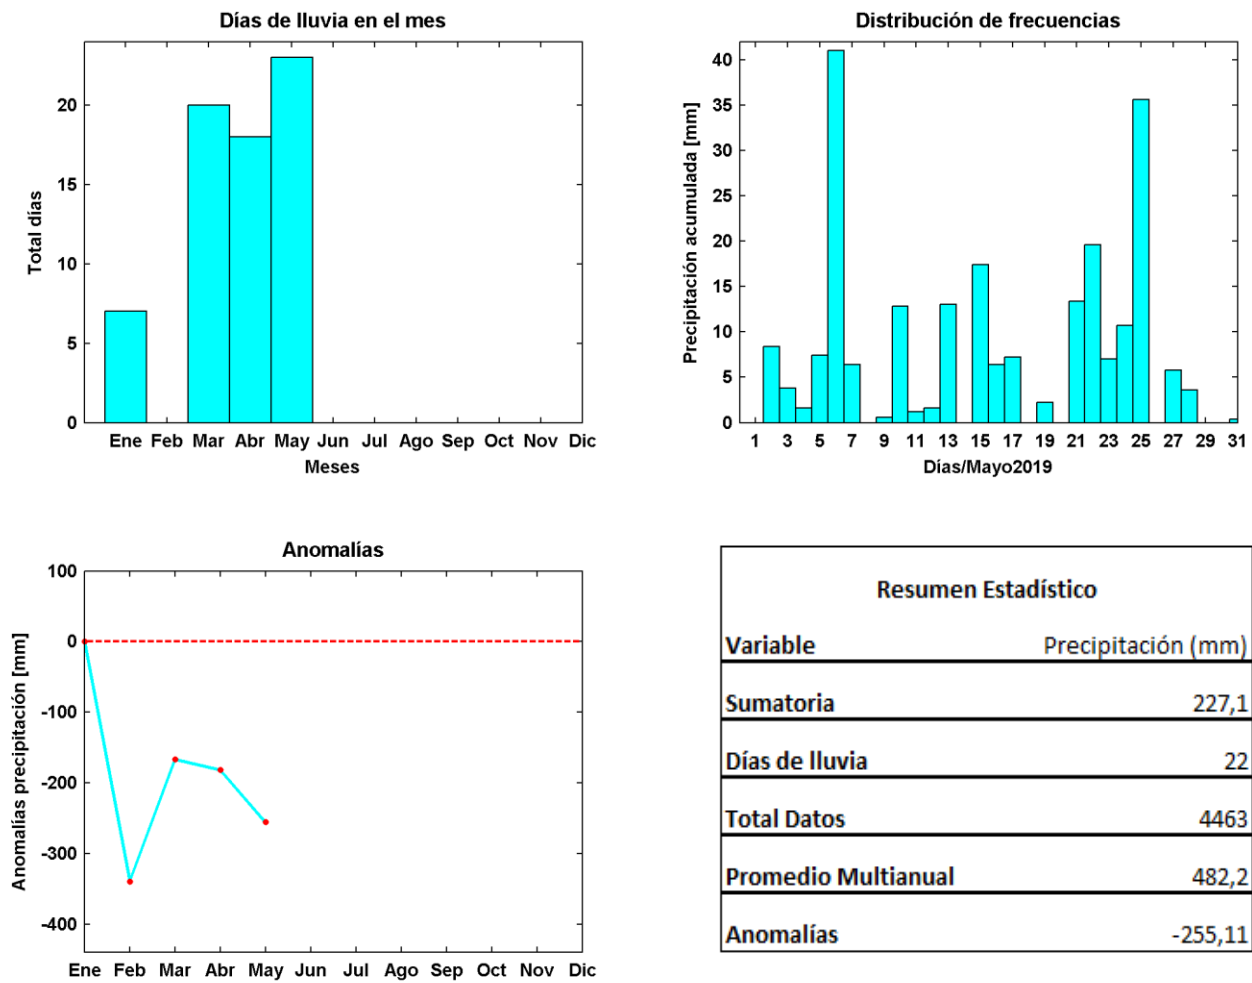 Días de lluvia en el mes
Total días
20
15
10
5
0
Ene Feb Mar Abr May Jun Jul Ago Sep Oct Nov Dic
Meses
Distribución de frecuencias
Precipitación acumulada [mm]
40
35
30
25
20
15
10
5
0
1 3 5 7 9 11 13 15 17 19 21 23 25 27 29 31
Días/Mayo2019
Anomalías
Anomalías precipitación [mm]
100
0
-100
-200
-300
-400
Ene Feb Mar Abr May Jun Jul Ago Sep Oct Nov Dic
Resumen Estadístico
Variable Precipitación (mm)
Sumatoria 227,1
Días de lluvia 22
Total Datos 4463
Promedio Multianual 482,2
Anomalías -255,11